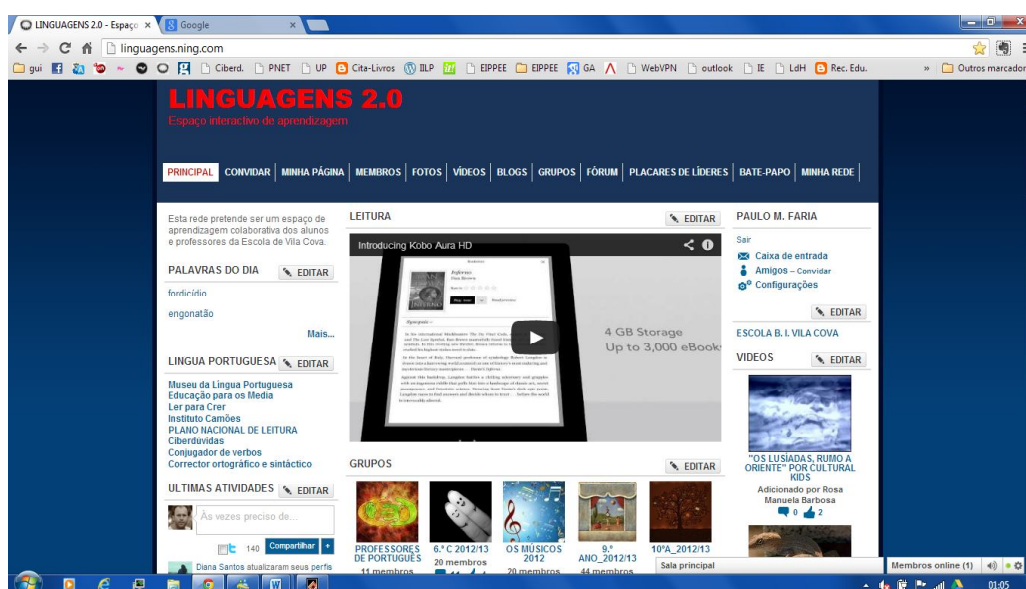 LINGUAGENS 2.0 - Espaço
Google
linguagens.ning.com
gui
Ciberd.
PNET
UP
Cita-Livros
IILP
EIPPEE
EIPPEE
GA
WebVPN
outlook
IE
LdH
Rec. Edu.
»
Outros marcador
LINGUAGENS 2.0
Espaço interactivo de aprendizagem
PRINCIPAL
CONVIDAR
MINHA PÁGINA
MEMBROS
FOTOS
VÍDEOS
BLOGS
GRUPOS
FÓRUM
PLACARES DE LÍDERES
BATE-PAPO
MINHA REDE
Esta rede pretende ser um espaço de
aprendizagem colaborativa dos alunos
e professores da Escola de Vila Cova.
PALAVRAS DO DIA
EDITAR
fordicídio
engonatão
Mais...
LINGUA PORTUGUESA
EDITAR
Museu da Língua Portuguesa
Educação para os Media
Ler para Crer
Instituto Camões
PLANO NACIONAL DE LEITURA
Ciberdúvidas
Conjugador de verbos
Corrector ortográfico e sintáctico
ULTIMAS ATIVIDADES
EDITAR
Às vezes preciso de...
140
Compartilhar
+
Diana Santos atualizaram seus perfis
LEITURA
EDITAR
Introducing Kobo Aura HD
Inferno
Dan Brown
Synopsis
4 GB Storage
Up to 3,000 eBook
GRUPOS
EDITAR
PROFESSORES
DE PORTUGUÊS
11 membros
6.º C 2012/13
20 membros
OS MÚSICOS
2012
20 membros
9.º
ANO_2012/13
44 membros
10ºA_2012/13
PAULO M. FARIA
Sair
Caixa de entrada
Amigos – Convidar
Configurações
EDITAR
ESCOLA B. I. VILA COVA
VIDEOS
EDITAR
"OS LUSÍADAS, RUMO A
ORIENTE" POR CULTURAL
KIDS
Adicionado por Rosa
Manuela Barbosa
0
2
Sala principal
Membros online (1)
01:05